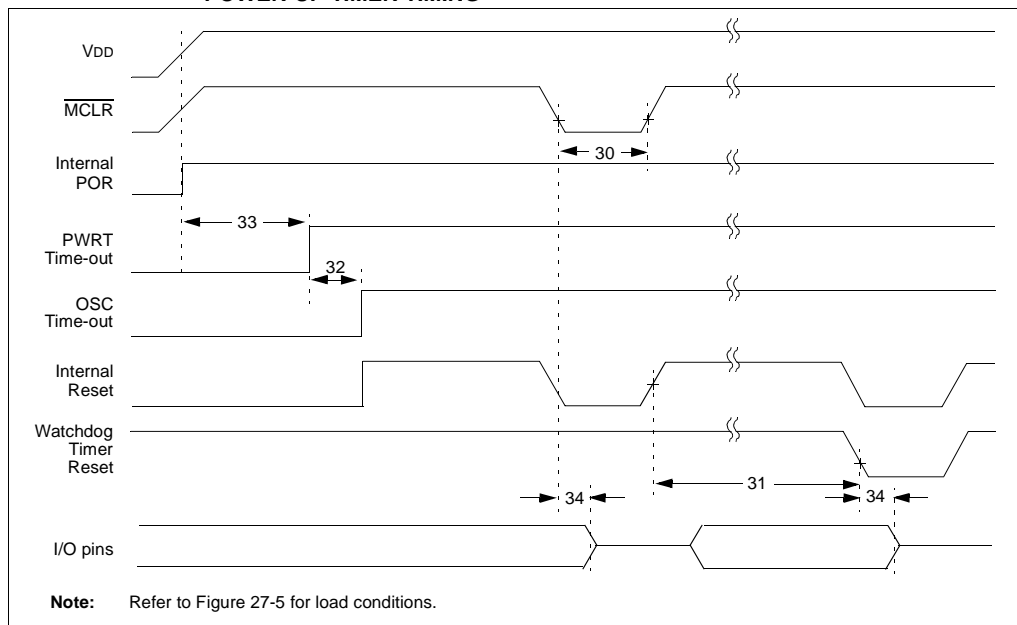 POWER-UP TIMER TIMING
VDD
MCLR
30
Internal
POR
33
PWRT
Time-out
32
OSC
Time-out
Internal
Reset
Watchdog
Timer
Reset
31
34
34
I/O pins
Note: Refer to Figure 27-5 for load conditions.